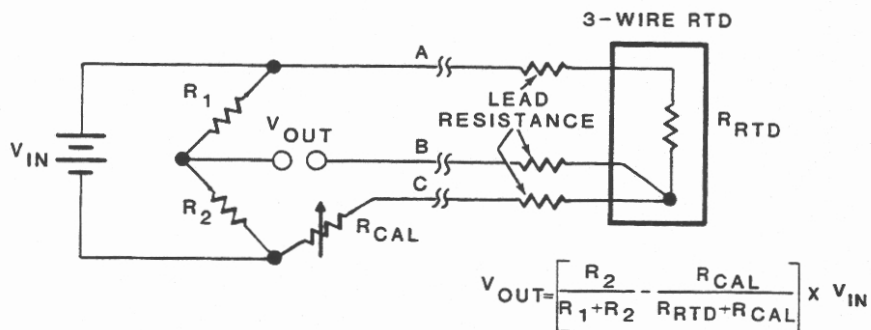 3-WIRE RTD
A
R1
LEAD
RESISTANCE
VOUT
RRTD
VIN
B
C
R2
RCAL
VOUT=[R2/R1+R2 - RCAL/RRTD+RCAL] X VIN